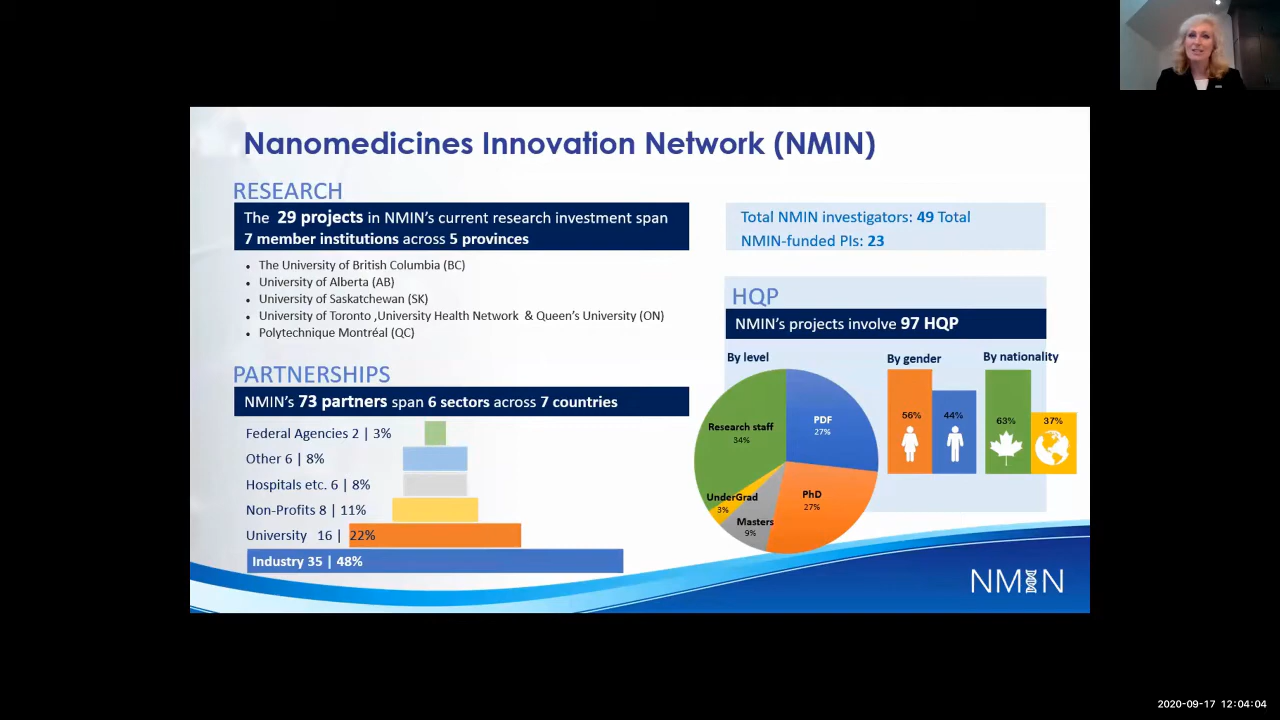 Nanomedicines Innovation Network (NMIN)
RESEARCH
The 29 projects in NMIN's current research investment span
7 member institutions across 5 provinces
• The University of British Columbia (BC)
• University of Alberta (AB)
• University of Saskatchewan (SK)
• University of Toronto ,University Health Network & Queen's University (ON)
• Polytechnique Montréal (QC)
PARTNERSHIPS
NMIN's 73 partners span 6 sectors across 7 countries
Federal Agencies 2 | 3%
Other 6 | 8%
Hospitals etc. 6 | 8%
Non-Profits 8 | 11%
University 16 | 22%
Industry 35 | 48%
Total NMIN investigators: 49 Total
NMIN-funded PIs: 23
HQP
NMIN's projects involve 97 HQP
By level
Research staff
34%
PDF
27%
UnderGrad
3%
Masters
9%
PhD
27%
By gender
56%
44%
By nationality
63%
37%
NMIN
2020-09-17 12:04:04